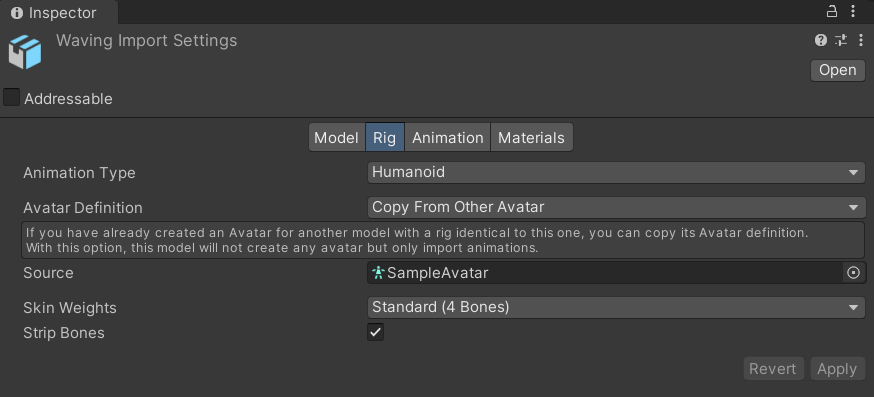 Inspector
Waving Import Settings
Open
Addressable
Model Rig Animation Materials
Animation Type Humanoid
Avatar Definition Copy From Other Avatar
If you have already created an Avatar for another model with a rig identical to this one, you can copy its Avatar definition.
With this option, this model will not create any avatar but only import animations.
Source SampleAvatar
Skin Weights Standard (4 Bones)
Strip Bones
Revert Apply